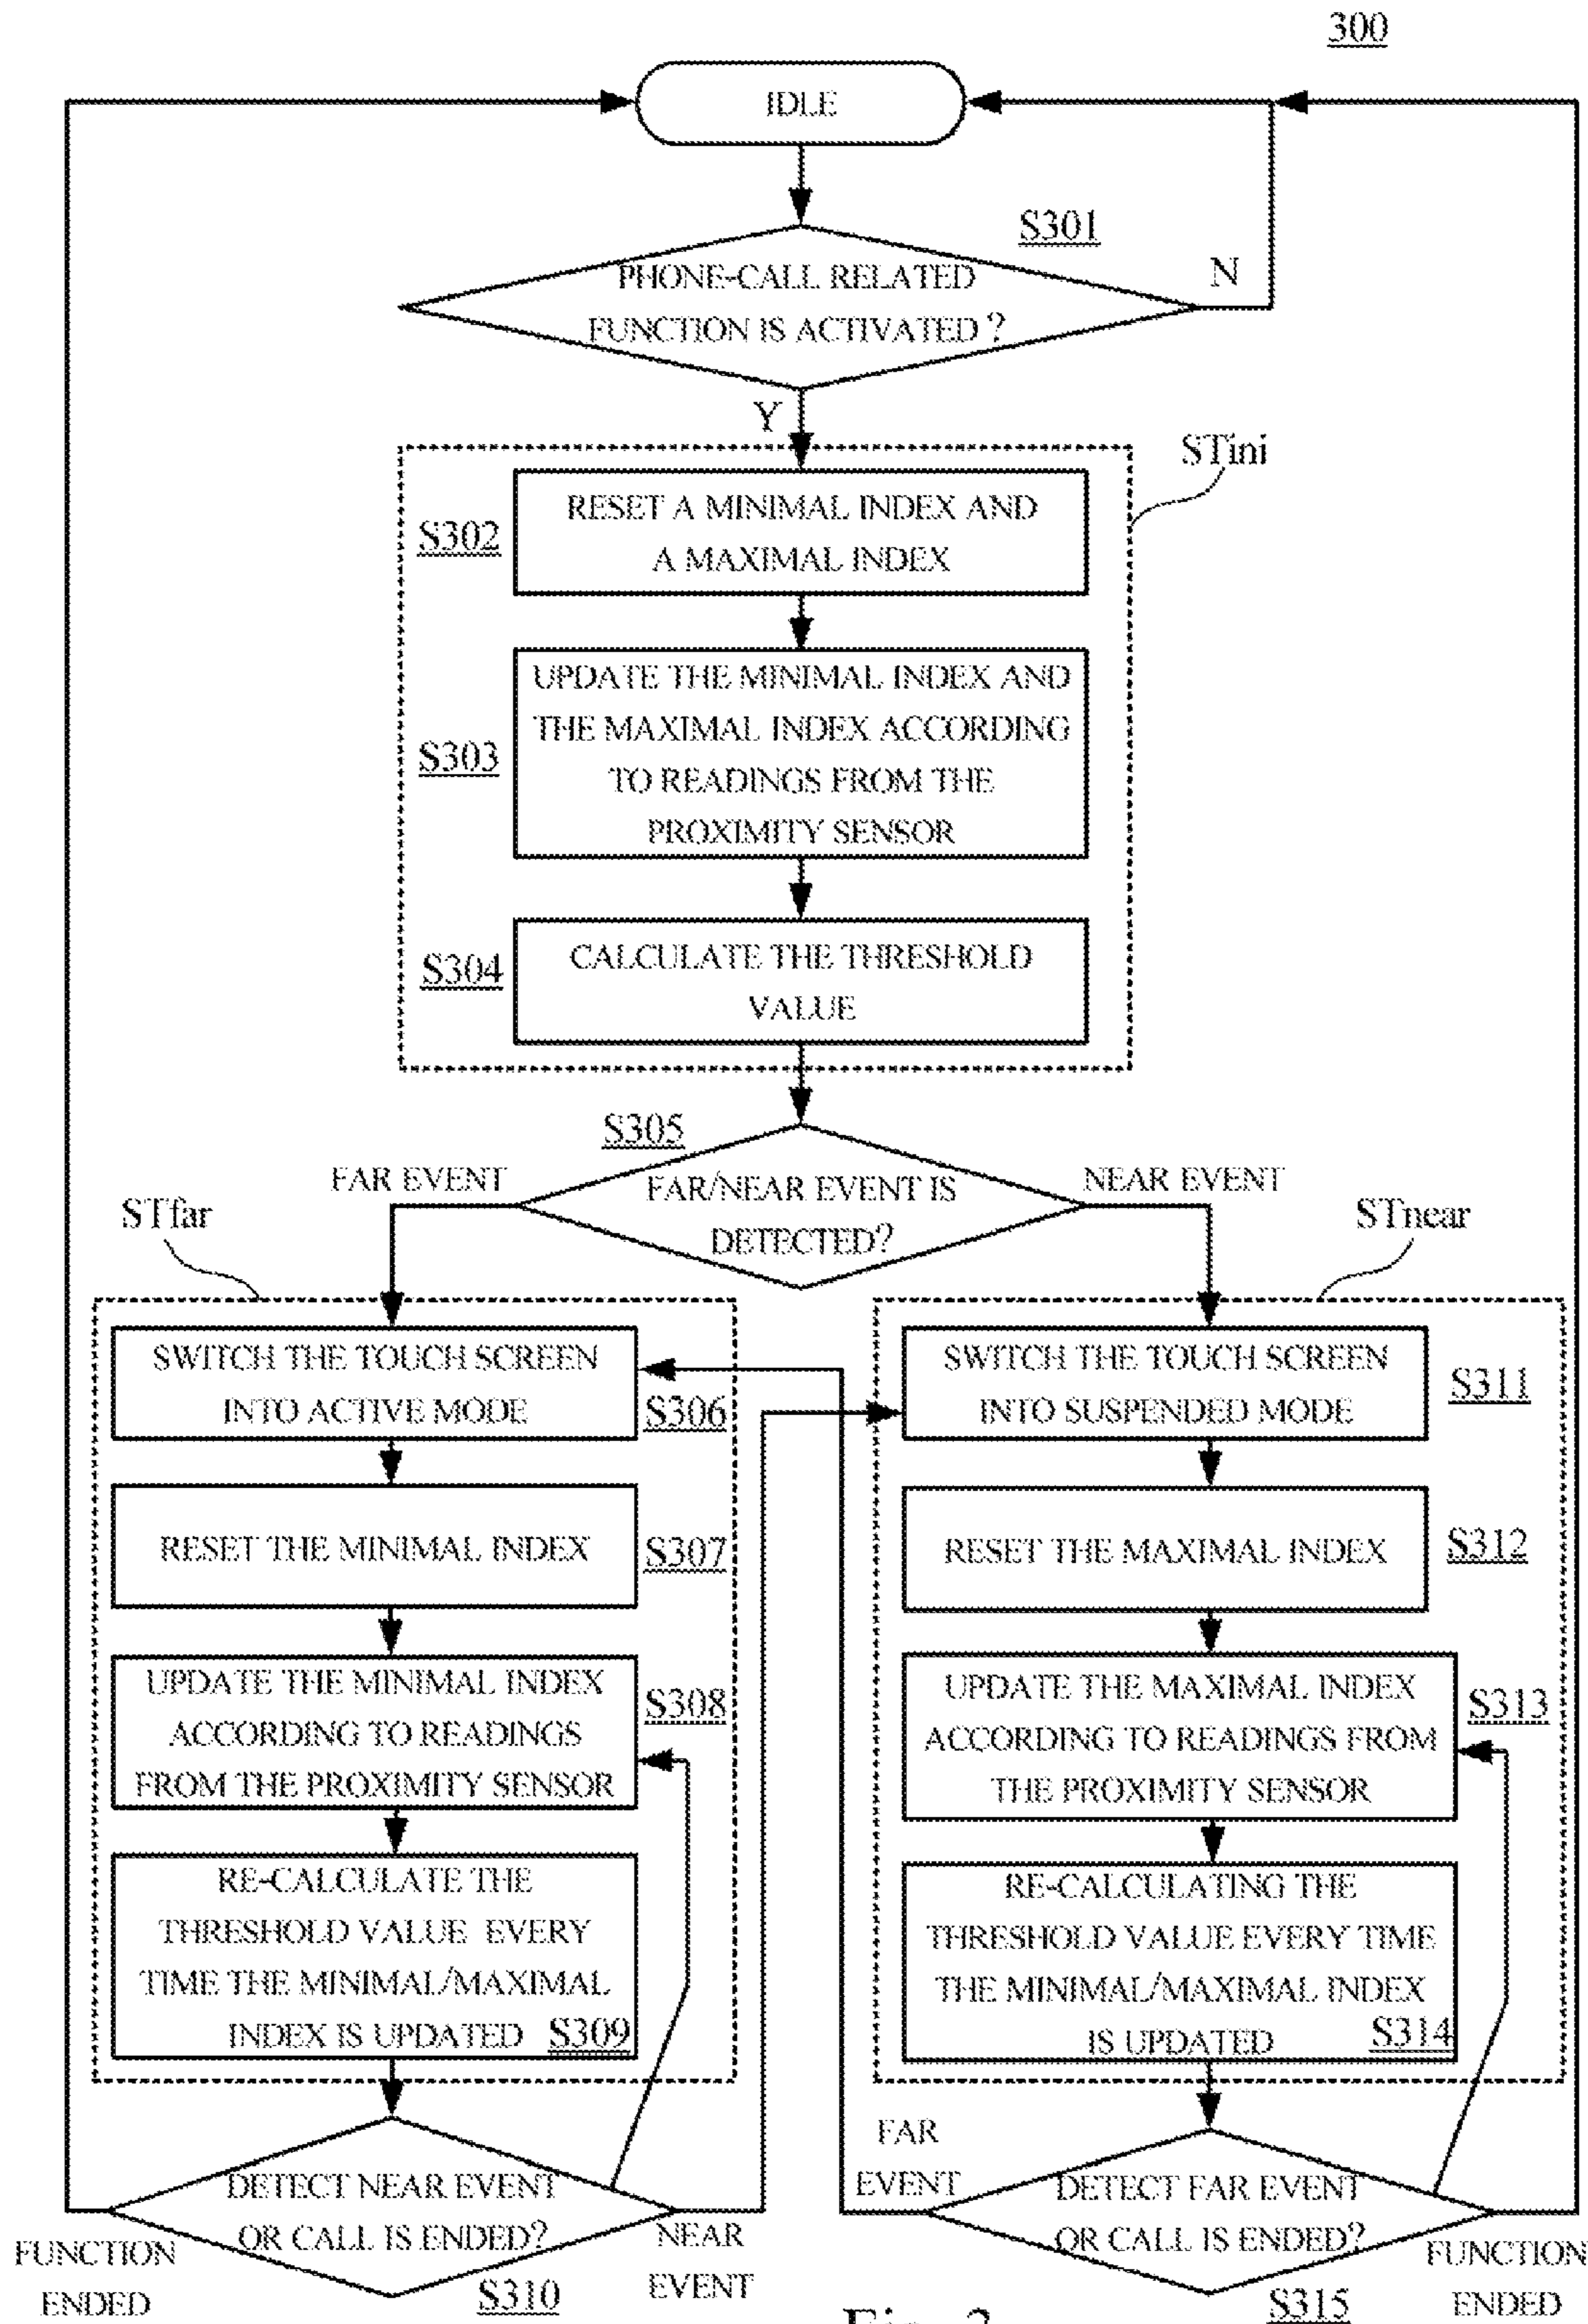 300
IDLE
S301
PHONE-CALL RELATED
FUNCTION IS ACTIVATED ?
N
Y
STini
S302
RESET A MINIMAL INDEX AND
A MAXIMAL INDEX
S303
UPDATE THE MINIMAL INDEX AND
THE MAXIMAL INDEX ACCORDING
TO READINGS FROM THE
PROXIMITY SENSOR
S304
CALCULATE THE THRESHOLD
VALUE
S305
FAR EVENT
FAR/NEAR EVENT IS
DETECTED?
NEAR EVENT
STfar
STnear
SWITCH THE TOUCH SCREEN
INTO ACTIVE MODE
S306
RESET THE MINIMAL INDEX
S307
UPDATE THE MINIMAL INDEX
ACCORDING TO READINGS
FROM THE PROXIMITY SENSOR
S308
RE-CALCULATE THE
THRESHOLD VALUE EVERY
TIME THE MINIMAL/MAXIMAL
INDEX IS UPDATED
S309
DETECT NEAR EVENT
OR CALL IS ENDED?
S310
FUNCTION
ENDED
NEAR
EVENT
SWITCH THE TOUCH SCREEN
INTO SUSPENDED MODE
S311
RESET THE MAXIMAL INDEX
S312
UPDATE THE MAXIMAL INDEX
ACCORDING TO READINGS FROM
THE PROXIMITY SENSOR
S313
RE-CALCULATING THE
THRESHOLD VALUE EVERY TIME
THE MINIMAL/MAXIMAL INDEX
IS UPDATED
S314
FAR
EVENT
DETECT FAR EVENT
OR CALL IS ENDED?
S315
FUNCTION
ENDED